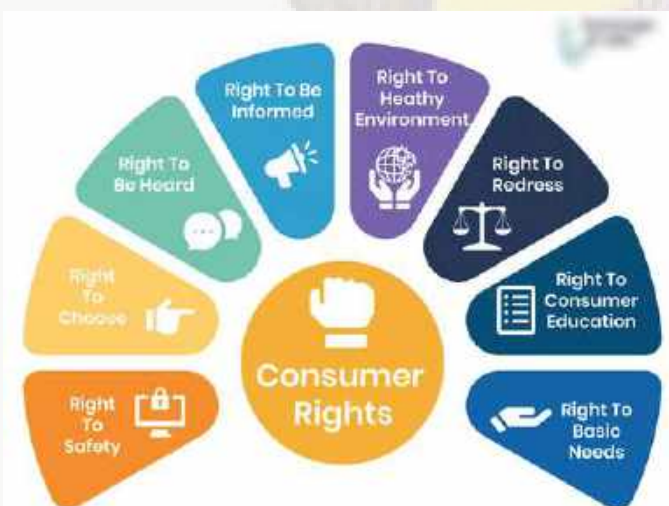 Right To Be
Informed
Right To
Heathy
Environment
Right To
Be Heard
Right To
Redress
Right
To
Choose
Right To
Consumer
Education
Right
To
Safety
Right To
Basic
Needs
Consumer
Rights